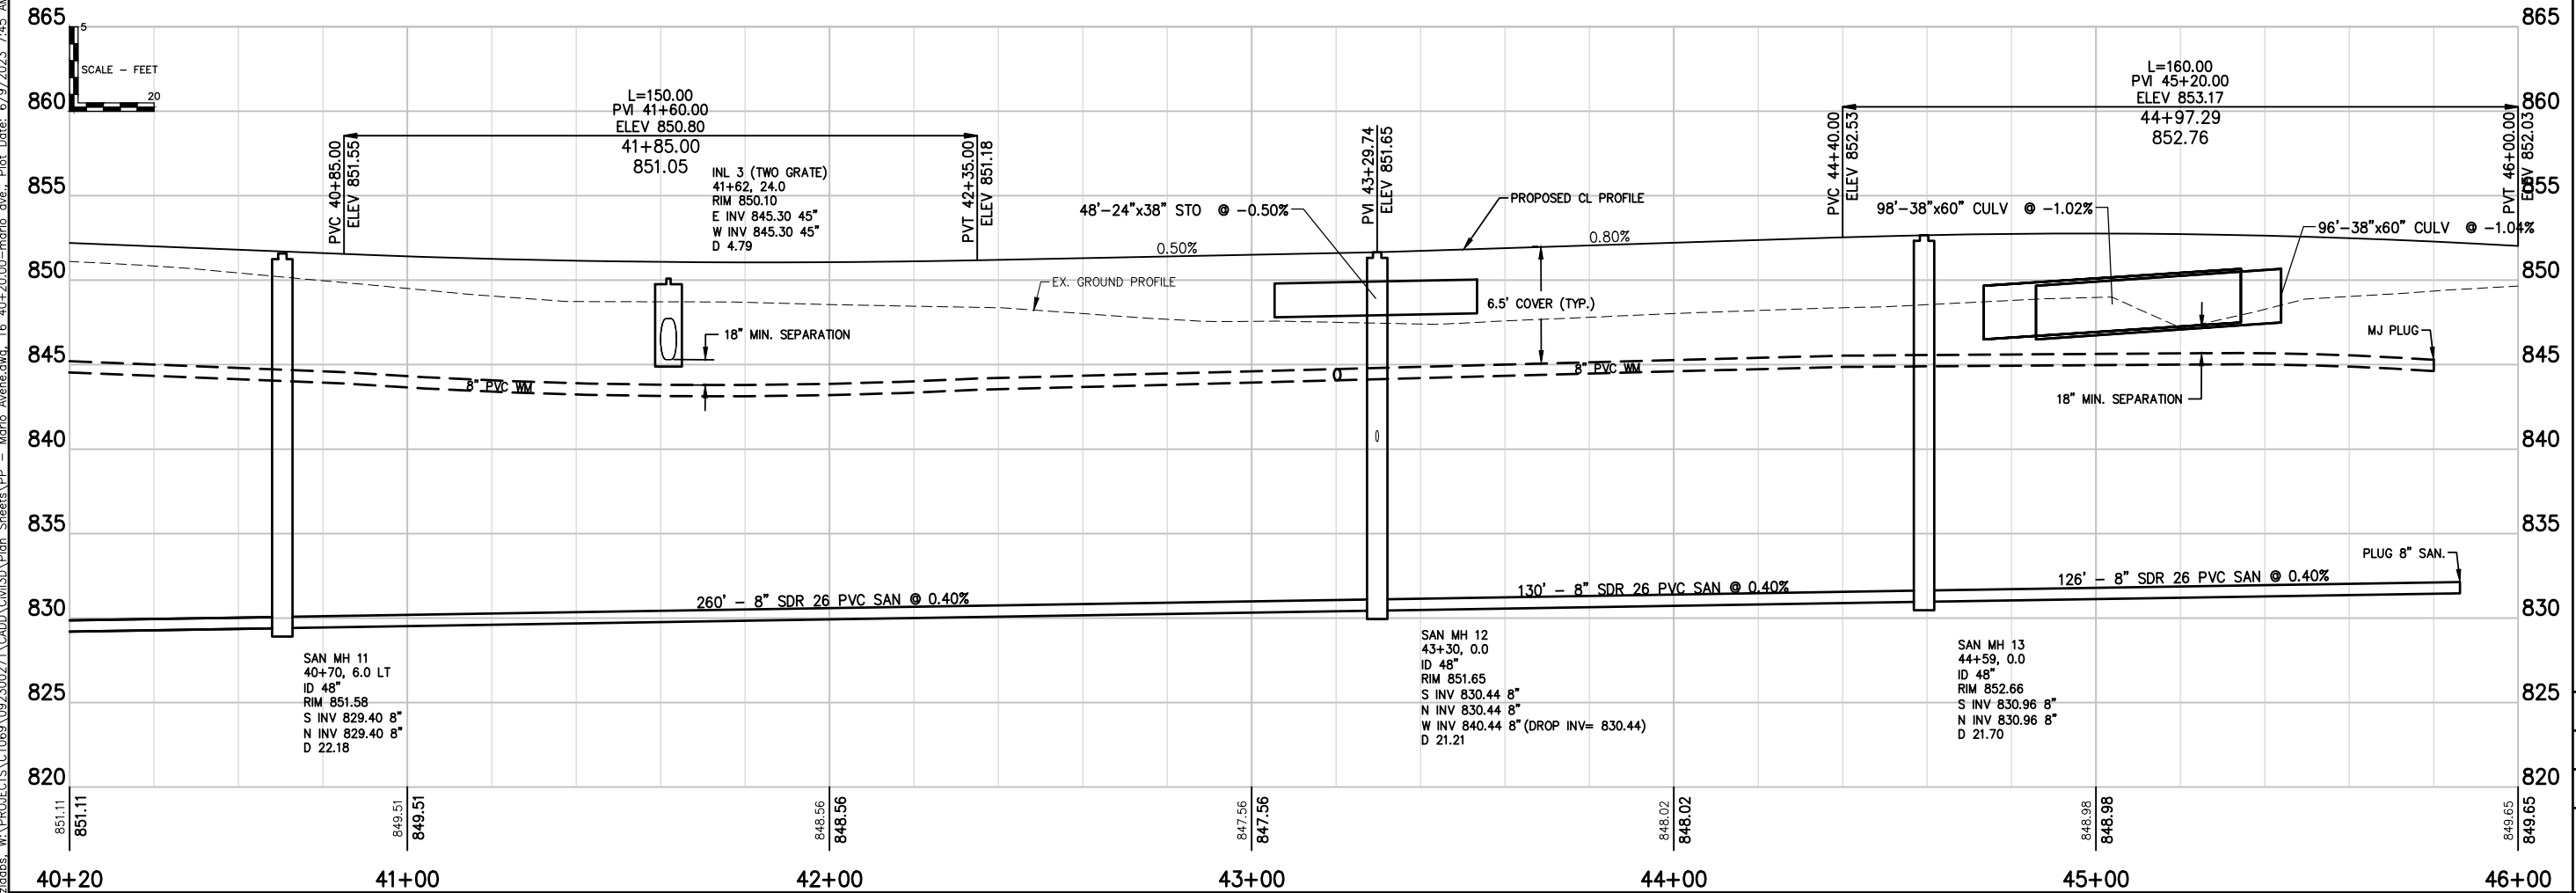 865
5
SCALE – FEET
20
860
855
850
845
840
835
830
825
820
865
860
855
850
845
840
835
830
825
820
L=150.00
PVI 41+60.00
ELEV 850.80
41+85.00
851.05
PVC 40+85.00
ELEV 851.55
INL 3 (TWO GRATE)
41+62, 24.0
RIM 850.10
E INV 845.30 45"
W INV 845.30 45"
D 4.79
PVT 42+35.00
ELEV 851.18
48'-24"x38" STO @ -0.50%
PVI 43+29.74
ELEV 851.65
PROPOSED CL PROFILE
0.50%
0.80%
PVC 44+40.00
ELEV 852.53
L=160.00
PVI 45+20.00
ELEV 853.17
44+97.29
852.76
98'-38"x60" CULV @ -1.02%
96'-38"x60" CULV @ -1.04%
PVT 46+00.00
ELEV 852.03
EX. GROUND PROFILE
6.5' COVER (TYP.)
18" MIN. SEPARATION
MJ PLUG
8" PVC WM
8" PVC WM
18" MIN. SEPARATION
PLUG 8" SAN.
260' – 8" SDR 26 PVC SAN @ 0.40%
130' – 8" SDR 26 PVC SAN @ 0.40%
126' – 8" SDR 26 PVC SAN @ 0.40%
SAN MH 11
40+70, 6.0 LT
ID 48"
RIM 851.58
S INV 829.40 8"
N INV 829.40 8"
D 22.18
SAN MH 12
43+30, 0.0
ID 48"
RIM 851.65
S INV 830.44 8"
N INV 830.44 8"
W INV 840.44 8"(DROP INV= 830.44)
D 21.21
SAN MH 13
44+59, 0.0
ID 48"
RIM 852.66
S INV 830.96 8"
N INV 830.96 8"
D 21.70
851.11
851.11
849.51
849.51
848.56
848.56
847.56
847.56
848.02
848.02
848.98
848.98
849.65
849.65
40+20
41+00
42+00
43+00
44+00
45+00
46+00